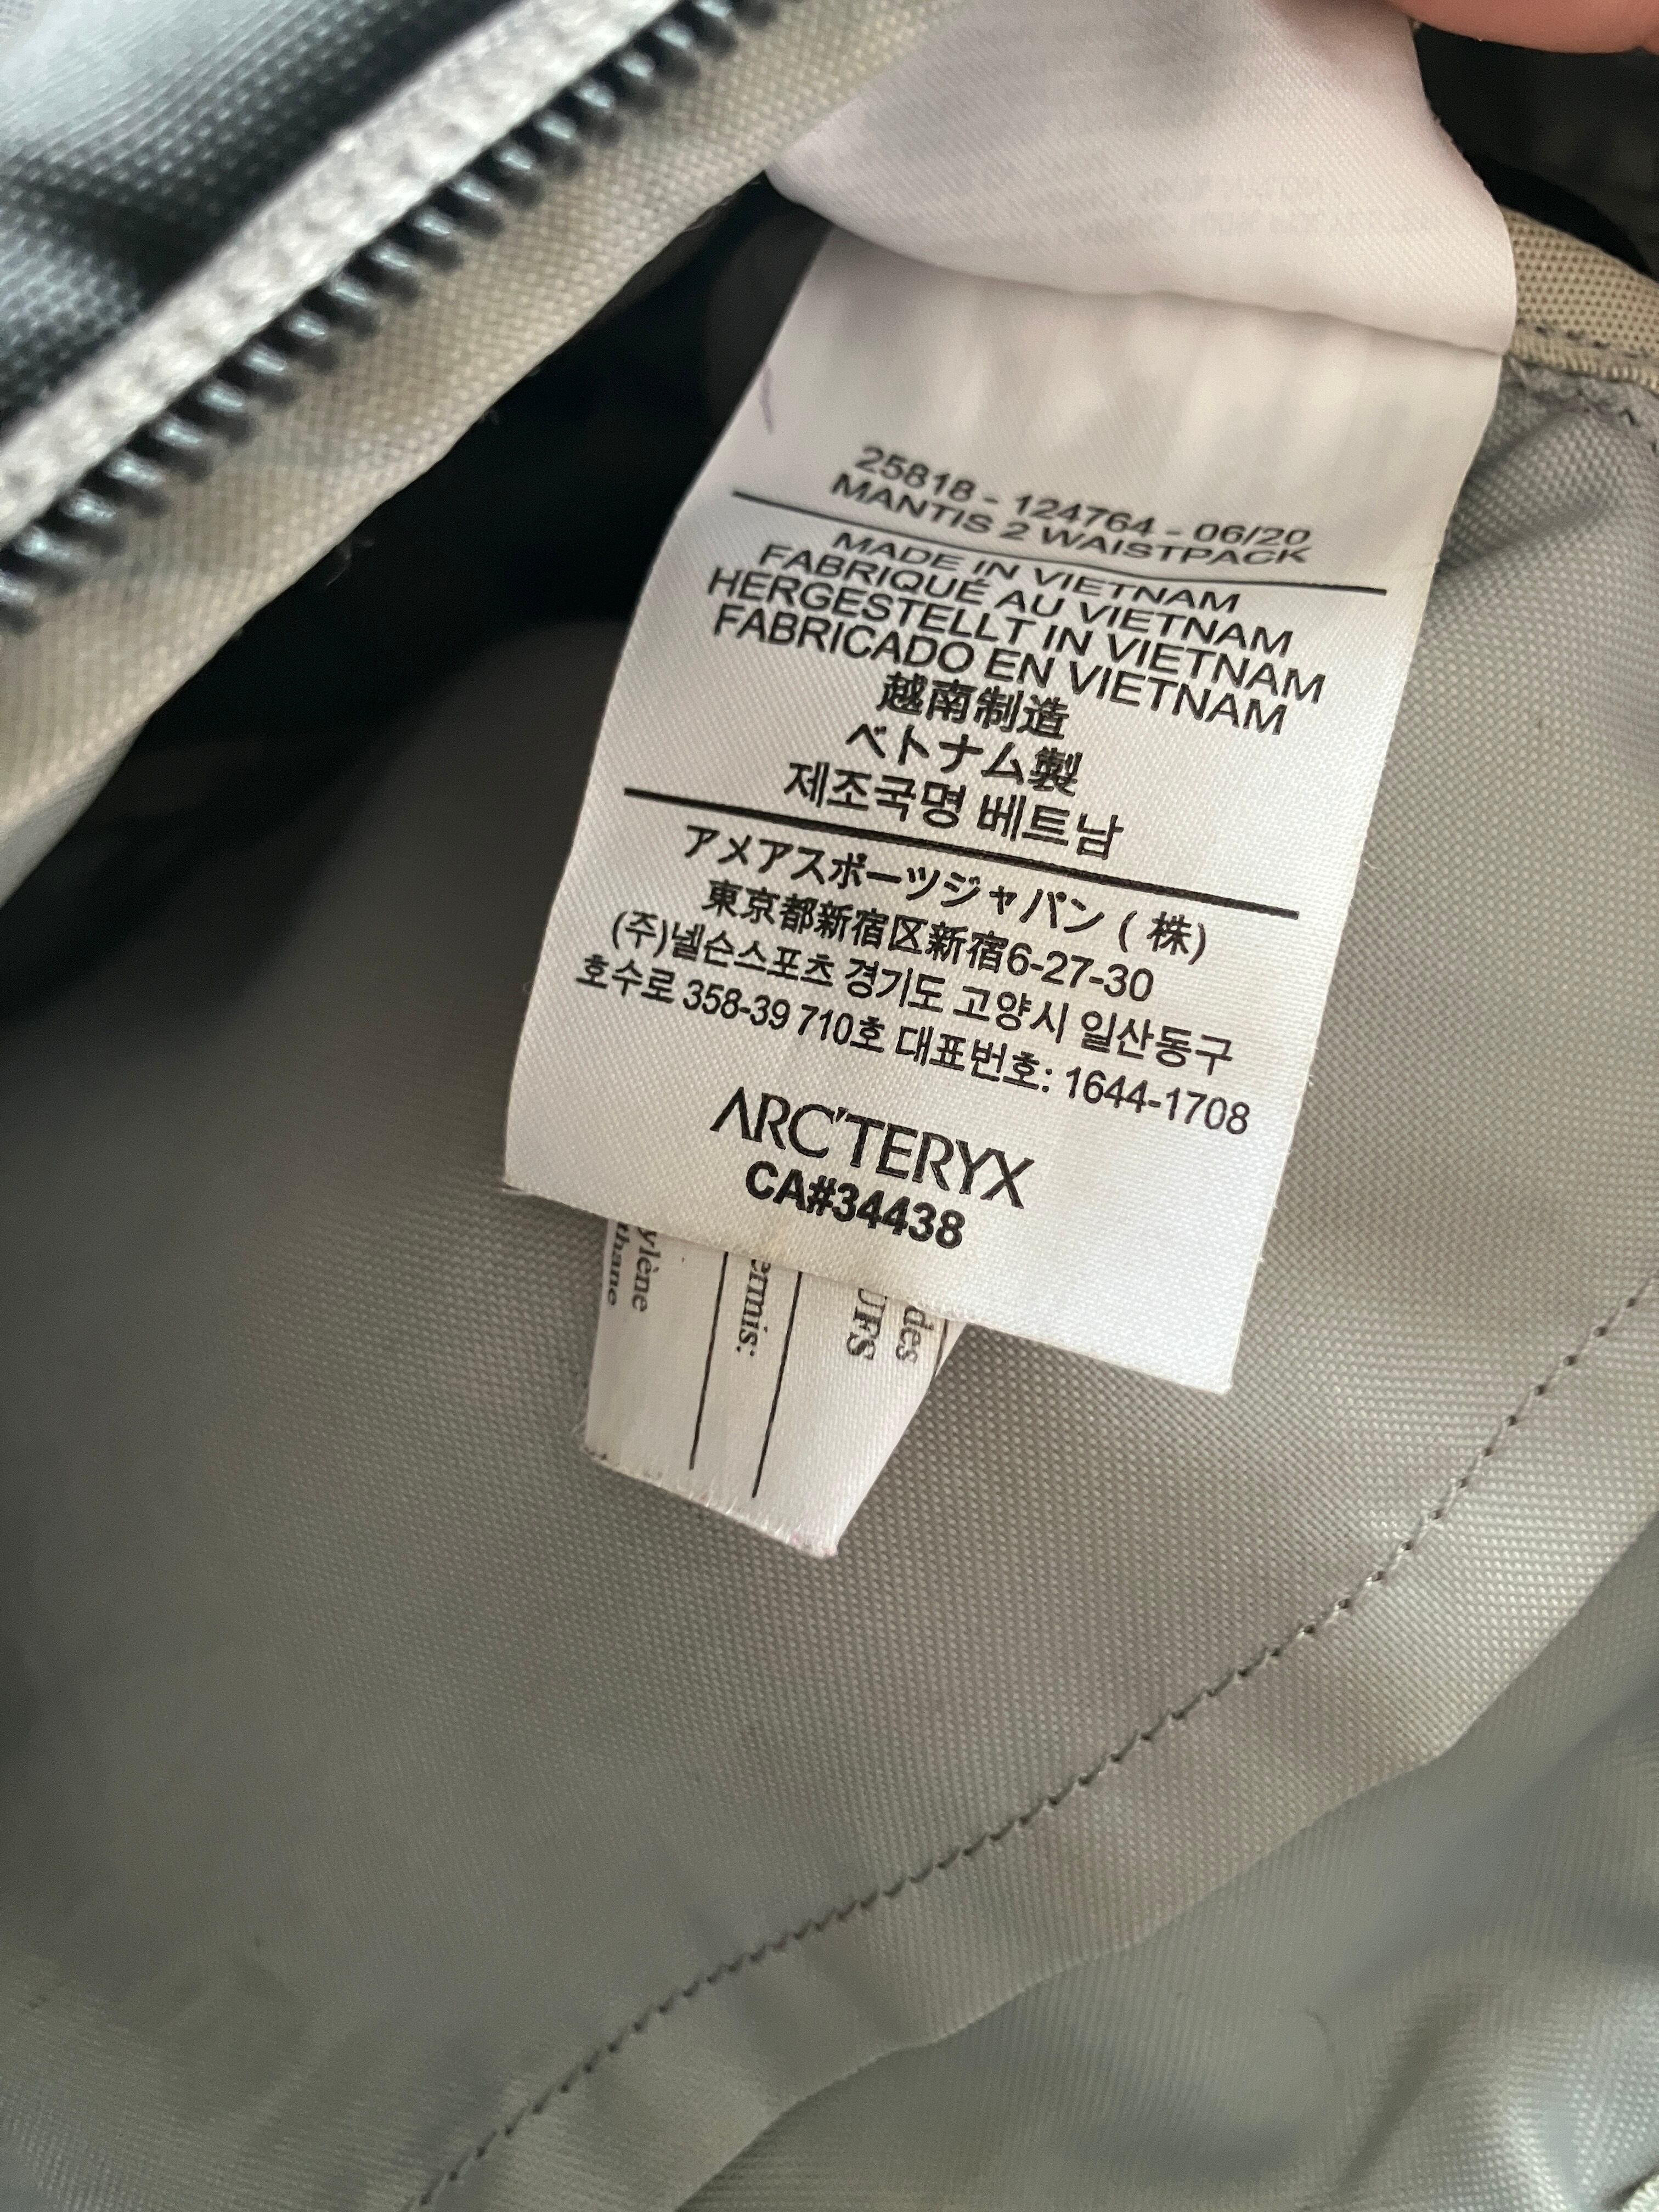 25818 - 124764 - 06/20
MANTIS 2 WAISTPACK
MADE IN VIETNAM
FABRIQUÉ AU VIETNAM
HERGESTELLT IN VIETNAM
FABRICADO EN VIETNAM
越南制造
ベトナム製
제조국명 베트남
アメアスポーツジャパン ( 株)
東京都新宿区新宿6-27-30
(주)넬슨스포츠 경기도 고양시 일산동구
호수로 358-39 710호 대표번호: 1644-1708
ARC'TERYX
CA#34438
des